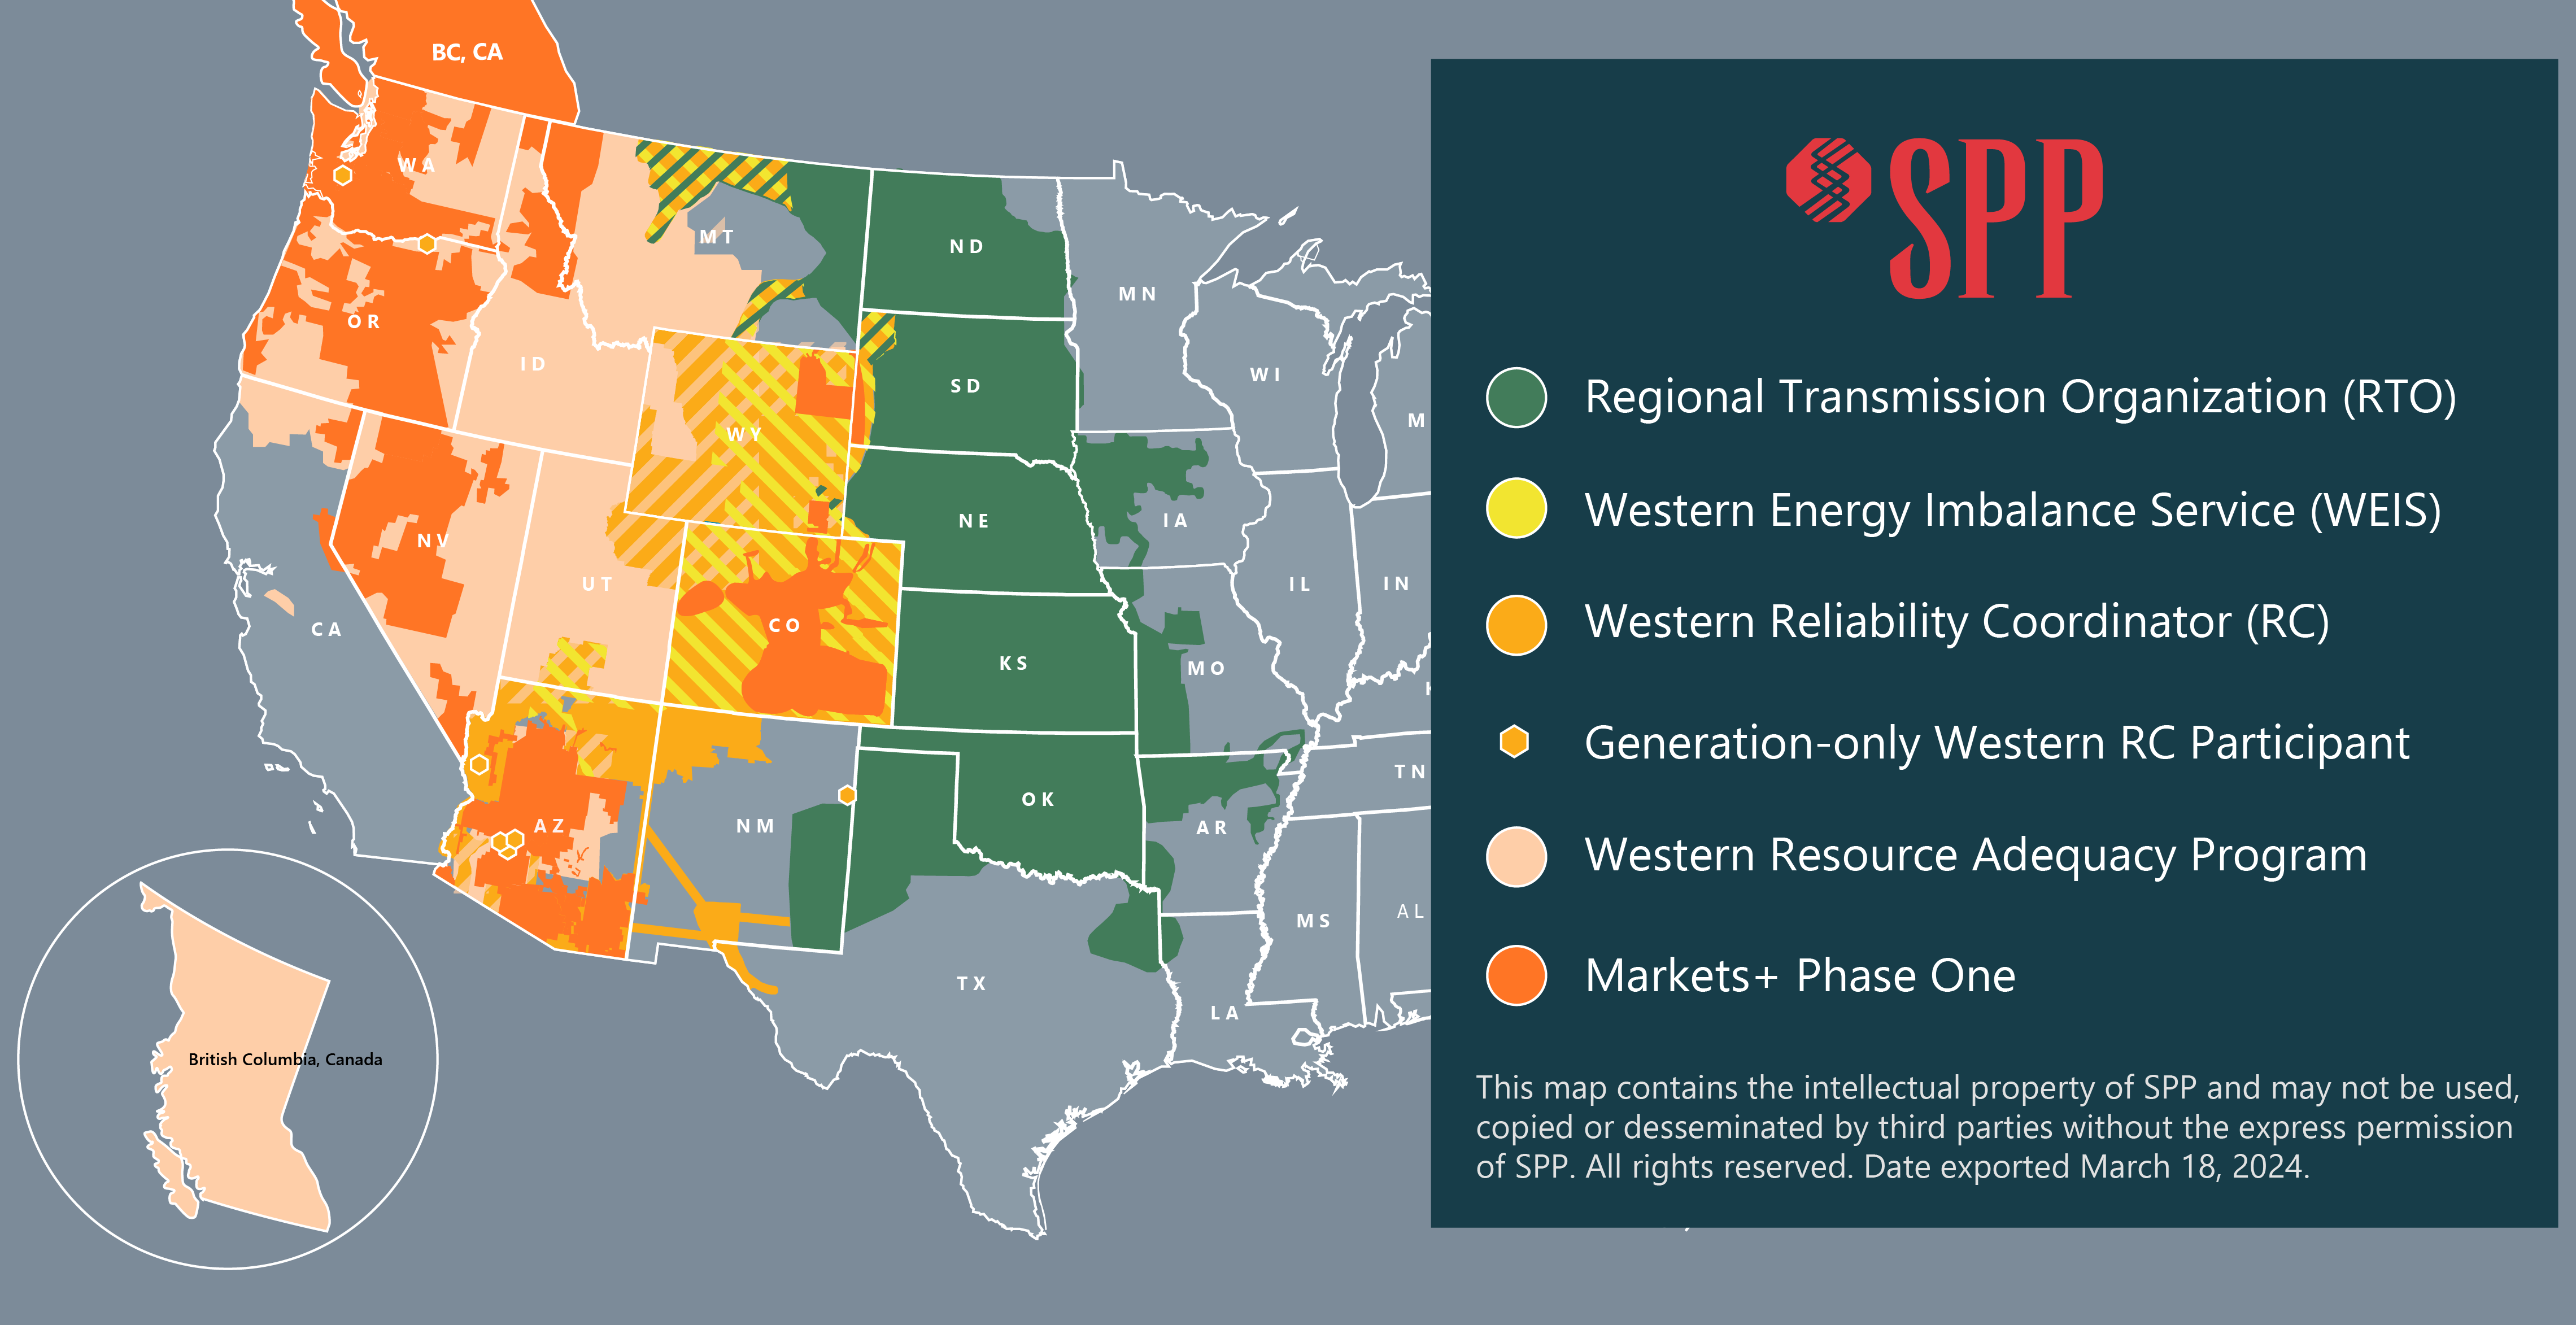 BC, CA
WA
MT
ND
MN
OR
ID
SD
WI
M
WY
NE
IA
NV
UT
IL
IN
CA
CO
KS
MO
K
TN
NM
OK
AZ
AR
MS
AL
TX
LA
British Columbia, Canada
SPP
Regional Transmission Organization (RTO)
Western Energy Imbalance Service (WEIS)
Western Reliability Coordinator (RC)
Generation-only Western RC Participant
Western Resource Adequacy Program
Markets+ Phase One
This map contains the intellectual property of SPP and may not be used,
copied or desseminated by third parties without the express permission
of SPP. All rights reserved. Date exported March 18, 2024.